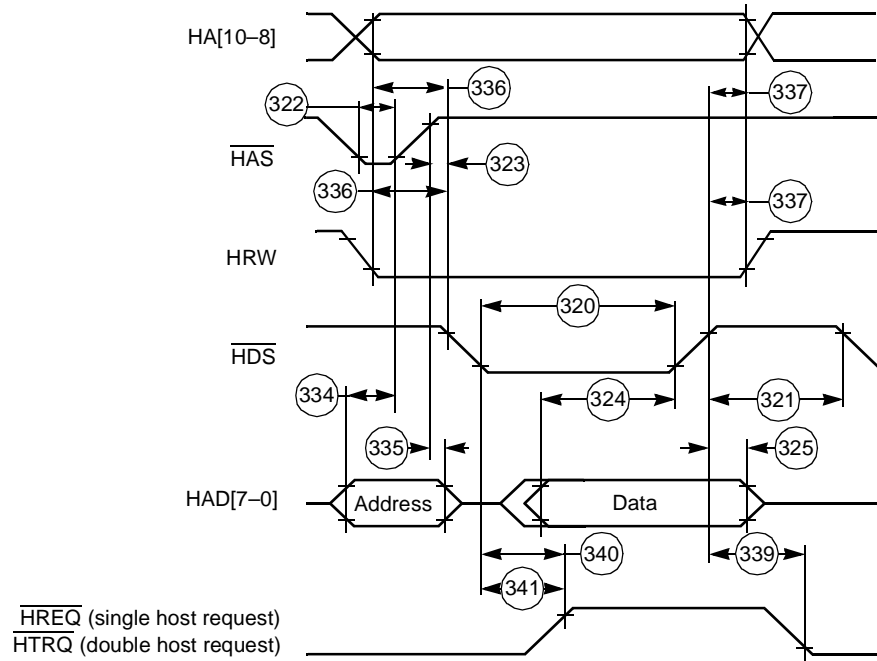 HA[10–8]
336
337
322
HAS
323
336
337
HRW
320
HDS
334
324
321
335
325
HAD[7–0]
Address
Data
340
339
341
HREQ (single host request)
HTRQ (double host request)